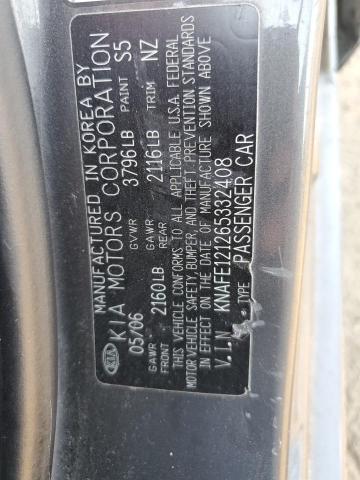 MANUFACTURED IN KOREA BY
KIA KIA MOTORS CORPORATION
05/06 GVWR 3796LB PAINT S5
GAWR FRONT 2160LB GAWR REAR 2116LB TRIM NZ
THIS VEHICLE CONFORMS TO ALL APPLICABLE U.S.A. FEDERAL
MOTOR VEHICLE SAFETY, BUMPER, AND THEFT PREVENTION STANDARDS
IN EFFECT ON THE DATE OF MANUFACTURE SHOWN ABOVE
V.I.N KNAFE121265332408
TYPE PASSENGER CAR